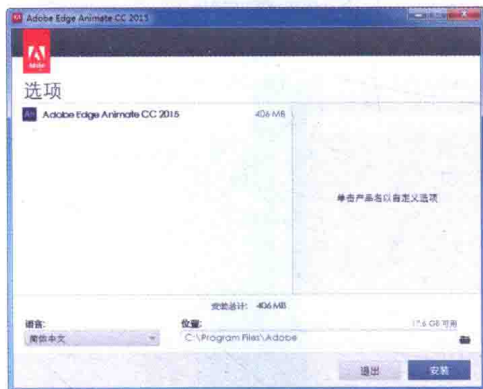 Adobe Edge Animate CC 2015
Adobe
选项
An Adobe Edge Animate CC 2015 406 MB
单击产品名以自定义选项
安装总计: 406 MB
语言: 位置: 17.6 GB 可用
简体中文 C:\Program Files\Adobe
退出 安装